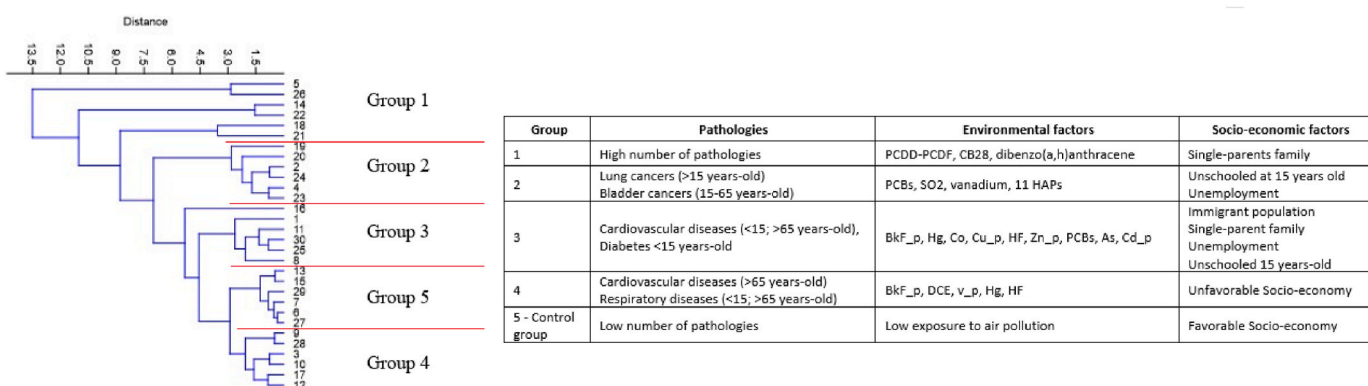 Distance
13.5 12.0 10.5 9.0 7.5 6.0 4.5 3.0 1.5
5
26
14
22
Group 1
18
21
19
20
2
24
Group 2
4
23
16
1
11
30
Group 3
25
8
13
15
29
7
Group 5
6
27
9
28
3
10
Group 4
17
12
Group Pathologies Environmental factors Socio-economic factors
1 High number of pathologies PCDD-PCDF, CB28, dibenzo(a,h)anthracene Single-parents family
2 Lung cancers (>15 years-old) PCBs, SO2, vanadium, 11 HAPs Unschooled at 15 years old
Bladder cancers (15-65 years-old) Unemployment
3 Cardiovascular diseases (<15; >65 years-old), BkF_p, Hg, Co, Cu_p, HF, Zn_p, PCBs, As, Cd_p Immigrant population
Diabetes <15 years-old Single-parent family
Unemployment
Unschooled 15 years-old
4 Cardiovascular diseases (>65 years-old) BkF_p, DCE, v_p, Hg, HF Unfavorable Socio-economy
Respiratory diseases (<15; >65 years-old)
5 - Control Low number of pathologies Low exposure to air pollution Favorable Socio-economy
group